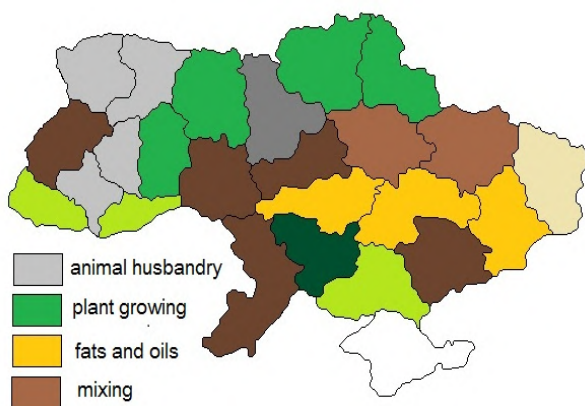 animal husbandry
plant growing
fats and oils
mixing